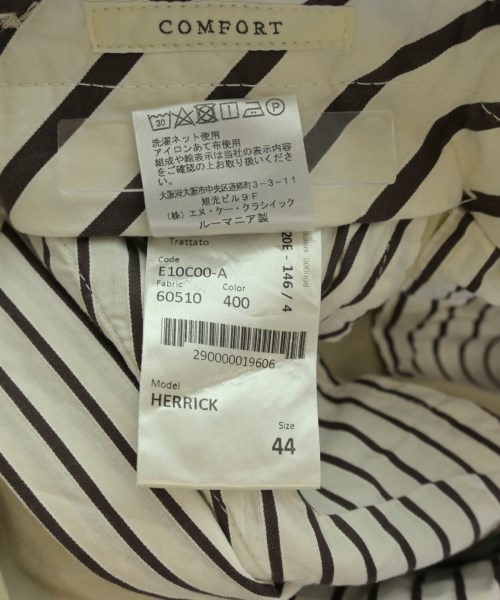 COMFORT
30
P
洗濯ネット使用
アイロンあて布使用
組成や絵表示は当社の表示内容
をご確認の上お取り扱いくださ
い。
大阪府大阪市中央区道修町3-3-11
旭光ビル9F
(株)エヌ・ケー・クラシイック
ルーマニア製
Trattato
Code
E10C00-A
Fabric Color
60510 400
20E - 146 / 4
290000019606
Model
HERRICK
Size
44